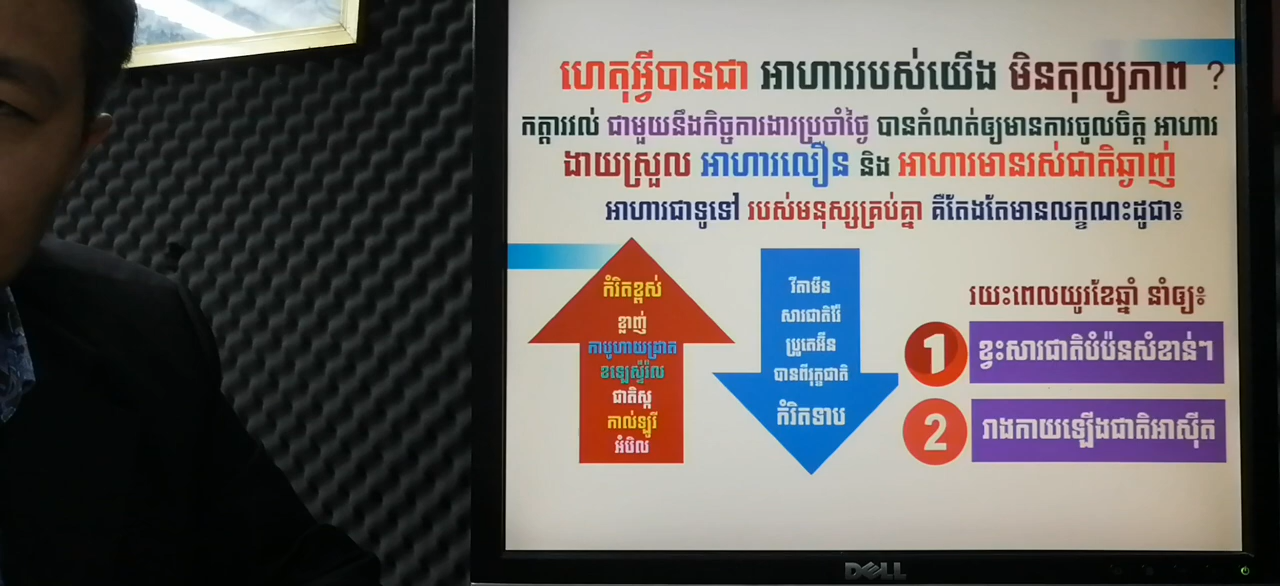 ហេតុអ្វីបានជា អាហាររបស់យើង មិនតុល្យភាព ?
កត្តារវល់ ជាមួយនឹងកិច្ចការងារប្រចាំថ្ងៃ បានកំណត់ឲ្យមានការចូលចិត្ត អាហារ
ងាយស្រួល អាហារលឿន និង អាហារមានរស់ជាតិឆ្ងាញ់
អាហារជាទូទៅ របស់មនុស្សគ្រប់គ្នា គឺតែងតែមានលក្ខណះដូជា៖
កំរិតខ្ពស់
ខ្លាញ់
កាបូហាយដ្រាត
ខឡេស្តឺរ៉ល
ជាតិស្ករ
កាល់ឡូរី
អំបិល
វីតាមីន
សារជាតិរ៉ែ
ប្រូតេអ៊ីន
បានពីរុក្ខជាតិ
កំរិតទាប
រយះពេលយូរខែឆ្នាំ នាំឲ្យ៖
1 ខ្វះសារជាតិបំប៉នសំខាន់ៗ
2 រាងកាយឡើងជាតិអាស៊ីត
DELL